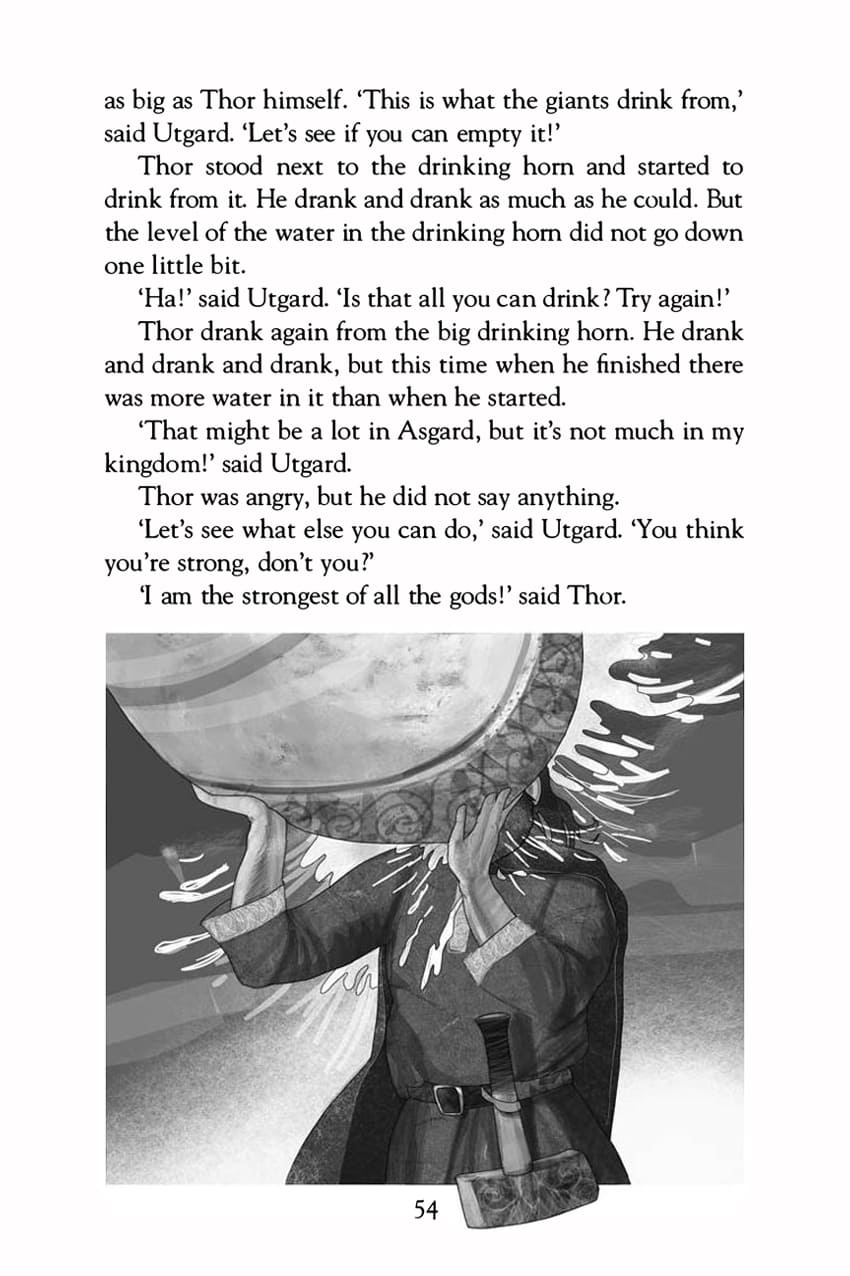 as big as Thor himself. ‘This is what the giants drink from,’
said Utgard. ‘Let’s see if you can empty it!’
Thor stood next to the drinking horn and started to
drink from it. He drank and drank as much as he could. But
the level of the water in the drinking horn did not go down
one little bit.
‘Ha!’ said Utgard. ‘Is that all you can drink? Try again!’
Thor drank again from the big drinking horn. He drank
and drank and drank, but this time when he finished there
was more water in it than when he started.
‘That might be a lot in Asgard, but it’s not much in my
kingdom!’ said Utgard.
Thor was angry, but he did not say anything.
‘Let’s see what else you can do,’ said Utgard. ‘You think
you’re strong, don’t you?’
‘I am the strongest of all the gods!’ said Thor.
54